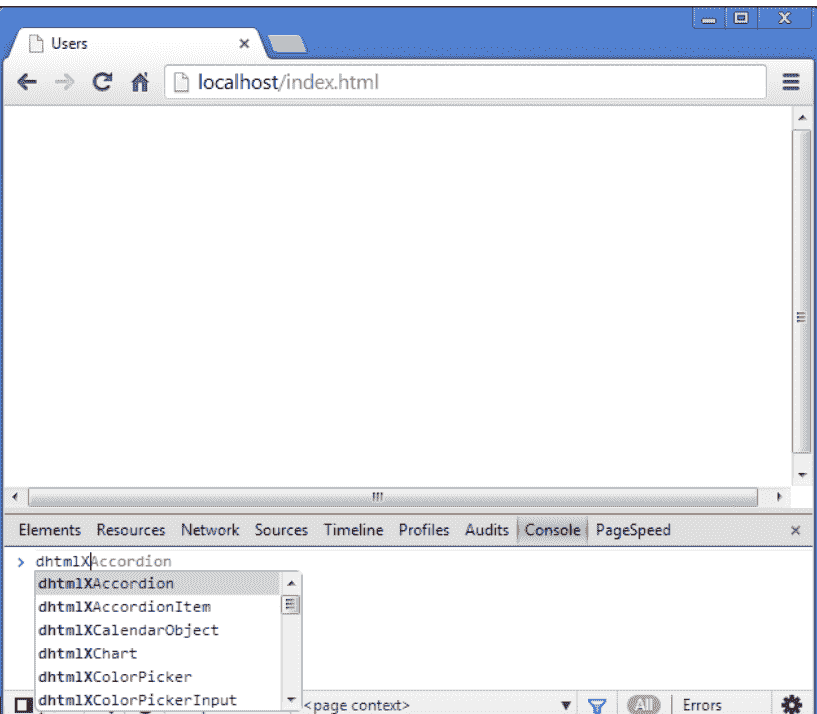 Users
localhost/index.html
Elements Resources Network Sources Timeline Profiles Audits Console PageSpeed
> dhtmlXAccordion
dhtmlXAccordion
dhtmlXAccordionItem
dhtmlXCalendarObject
dhtmlXChart
dhtmlXColorPicker
dhtmlXColorPickerInput
<page context> All Errors